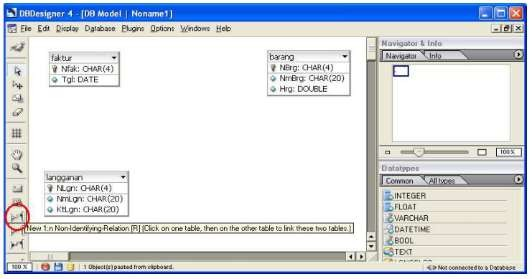 DBDesigner 4 - [DB Model | Noname1]
File Edit Display Database Plugins Options Windows Help
Navigator & Info
Navigator Info
faktur
Nfak: CHAR(4)
Tgl: DATE
barang
NBrg: CHAR(4)
NmBrg: CHAR(20)
Hrg: DOUBLE
100 %
Datatypes
Common All types
INTEGER
FLOAT
VARCHAR
DATETIME
BOOL
TEXT
langganan
NLgn: CHAR(4)
NmLgn: CHAR(20)
KtLgn: CHAR(20)
New 1:n Non-Identifying-Relation [R] [Click on one table, then on the other table to link these two tables.]
100 %
1 Object(s) pasted from clipboard.
Not connected to a Database